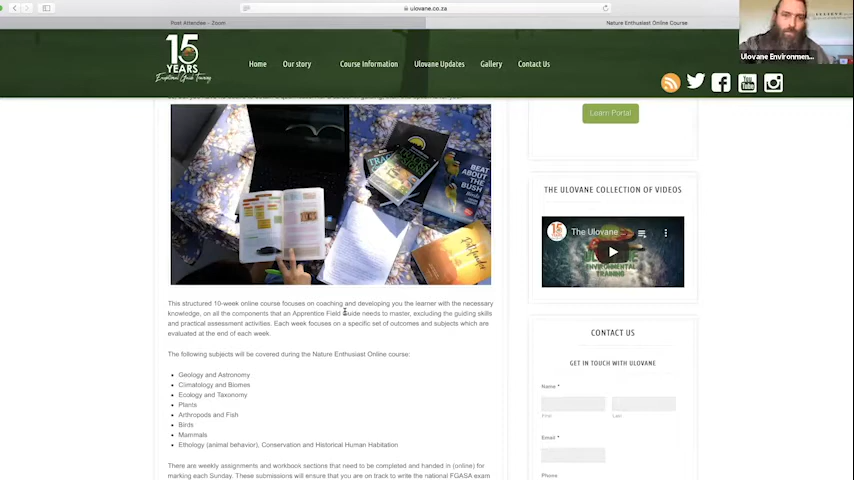 ulovane.co.za
Post Attendee - Zoom
Nature Enthusiast Online Course
Ulovane Environmen...
15
YEARS
Exceptional Guide Training
Home
Our story
Course Information
Ulovane Updates
Gallery
Contact Us
You
Tube
BEAT
ABOUT
THE
BUSH
This structured 10-week online course focuses on coaching and developing you the learner with the necessary
knowledge, on all the components that an Apprentice Field Guide needs to master, excluding the guiding skills
and practical assessment activities. Each week focuses on a specific set of outcomes and subjects which are
evaluated at the end of each week.
The following subjects will be covered during the Nature Enthusiast Online course:
Geology and Astronomy
Climatology and Biomes
Ecology and Taxonomy
Plants
Arthropods and Fish
Birds
Mammals
Ethology (animal behavior), Conservation and Historical Human Habitation
There are weekly assignments and workbook sections that need to be completed and handed in (online) for
marking each Sunday. These submissions will ensure that you are on track to write the national FGASA exam
Learn Portal
THE ULOVANE COLLECTION OF VIDEOS
The Ulovane ...
CONTACT US
GET IN TOUCH WITH ULOVANE
Name *
First
Last
Email *
Phone